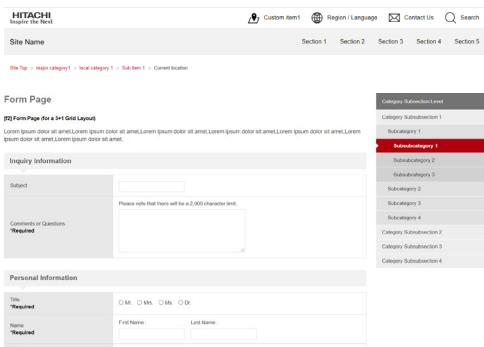 HITACHI
Inspire the Next
Custom item1
Region / Language
Contact Us
Search
Site Name
Section 1
Section 2
Section 3
Section 4
Section 5
Site Top > major category1 > local category 1 > Sub Item 1 > Current location
Form Page
[f2] Form Page (for a 3+1 Grid Layout)
Lorem ipsum dolor sit amet,Lorem ipsum dolor sit amet,Lorem ipsum dolor sit amet,Lorem ipsum dolor sit amet,Lorem ipsum dolor sit amet,Lorem
ipsum dolor sit amet,Lorem ipsum dolor sit amet.
Inquiry Information
Subject
Please note that there will be a 2,000 character limit.
Comments or Questions
*Required
Personal Information
Title
*Required
Mr. Mrs. Ms. Dr.
Name
*Required
First Name :
Last Name :
Category Subsection Level
Category Subsubsection 1
Subcategory 1
Subsubcategory 1
Subsubcategory 2
Subsubcategory 3
Subcategory 2
Subcategory 3
Subcategory 4
Category Subsubsection 2
Category Subsubsection 3
Category Subsubsection 4